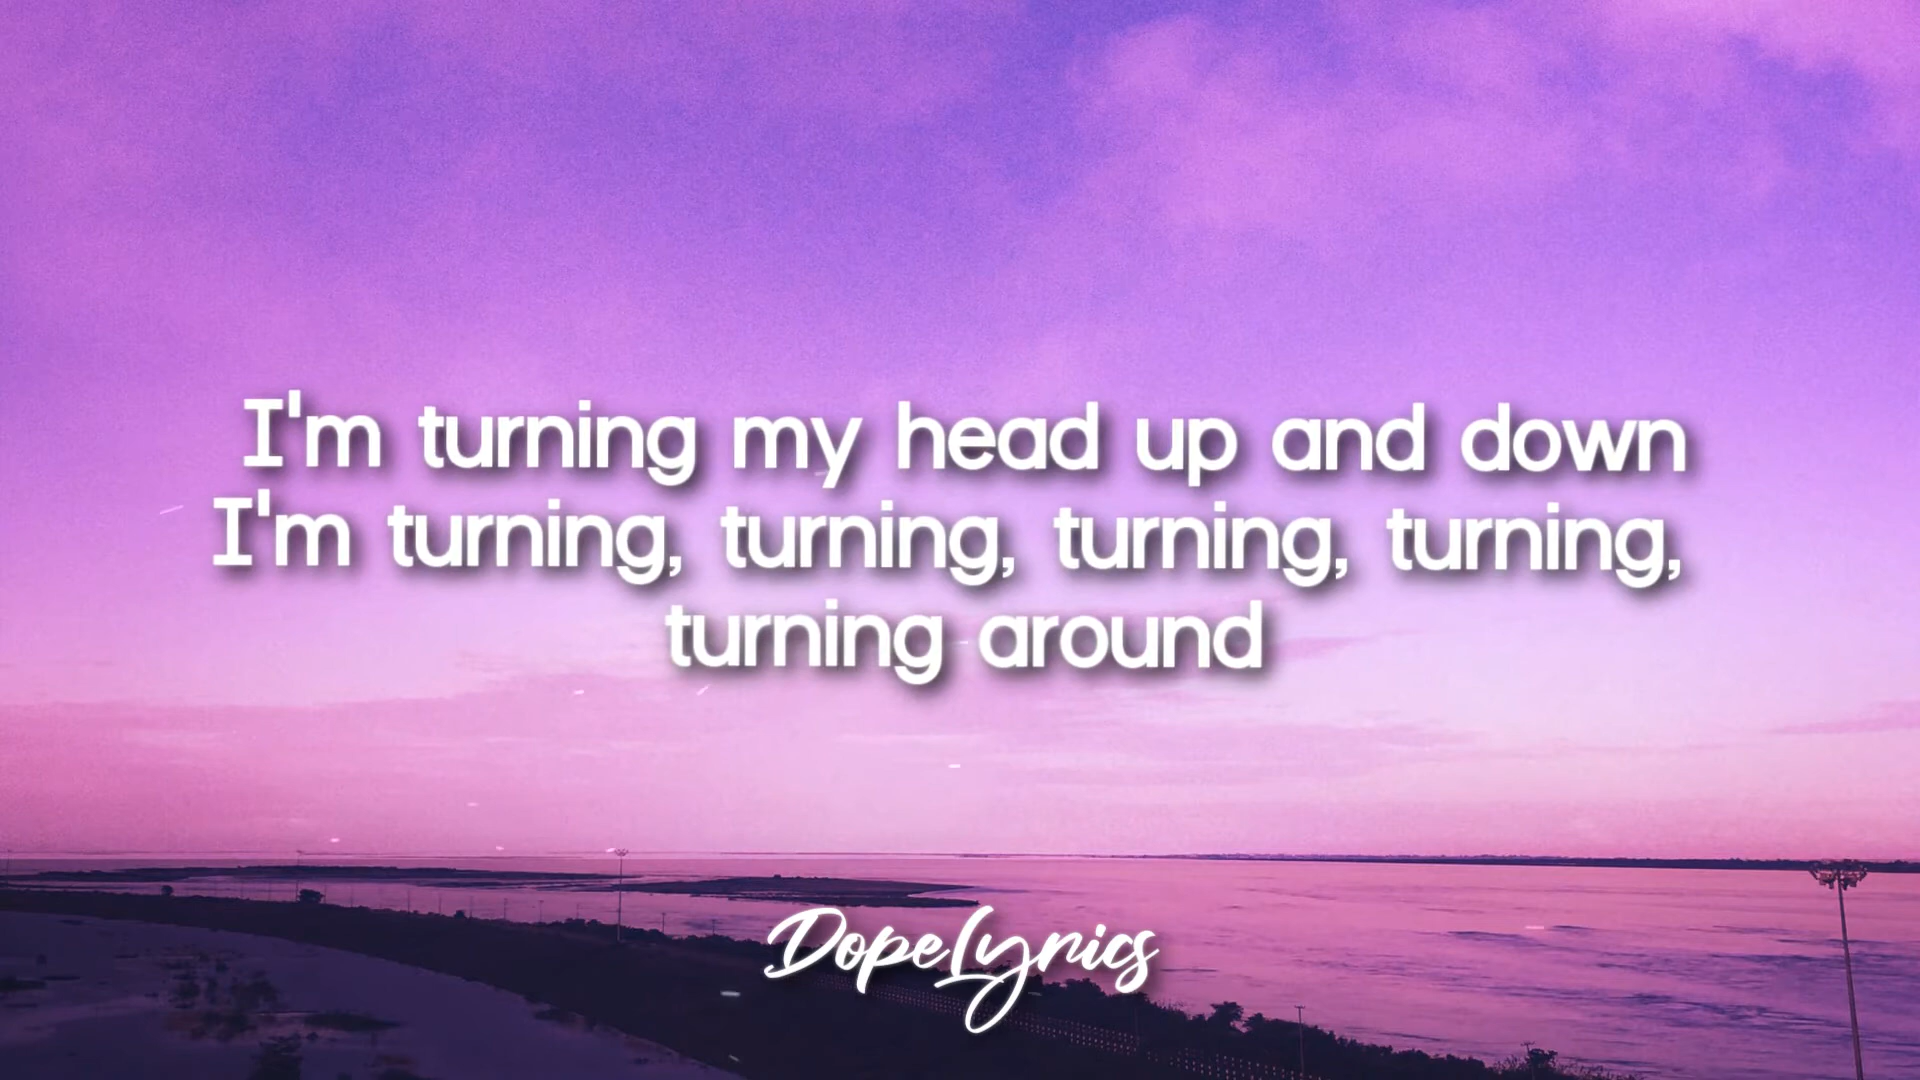 I'm turning my head up and down
I'm turning, turning, turning, turning,
turning around
DopeLyrics